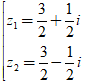 z₁ = 3/2 + 1/2 i
z₂ = 3/2 - - 1/2 i